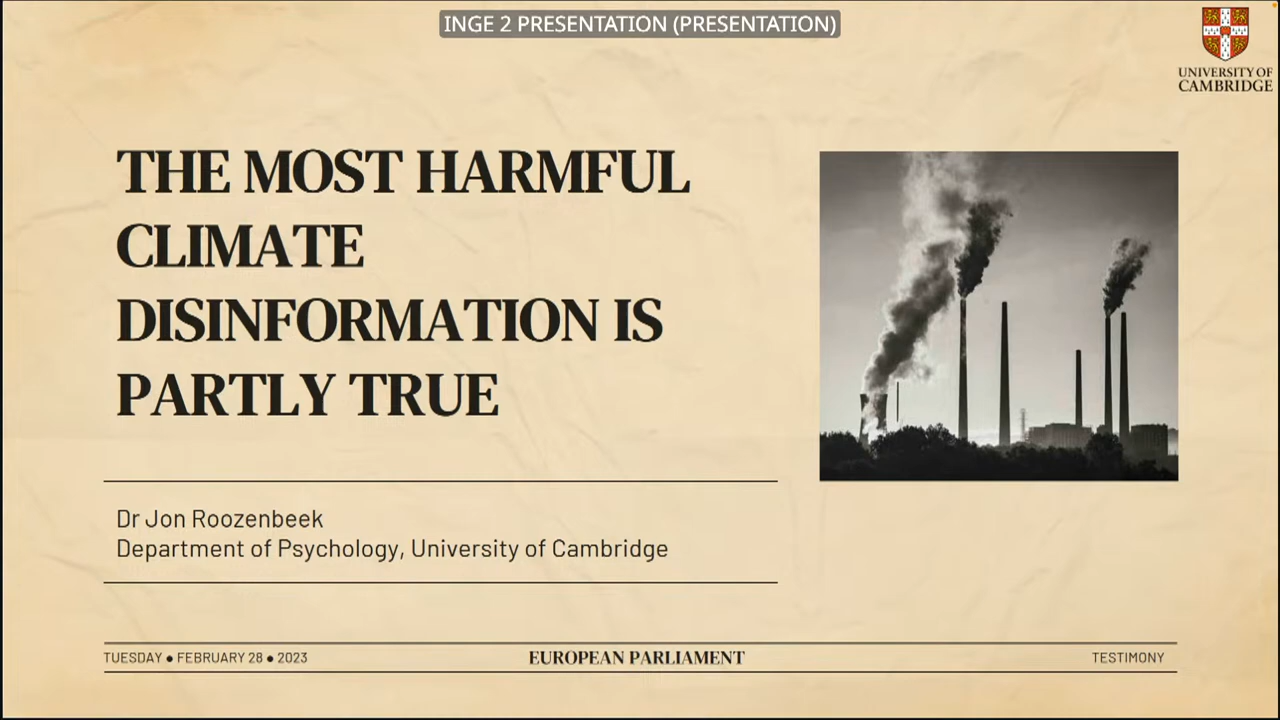 INGE 2 PRESENTATION (PRESENTATION)
UNIVERSITY OF
CAMBRIDGE
THE MOST HARMFUL
CLIMATE
DISINFORMATION IS
PARTLY TRUE
Dr Jon Roozenbeek
Department of Psychology, University of Cambridge
TUESDAY ● FEBRUARY 28 ● 2023
EUROPEAN PARLIAMENT
TESTIMONY